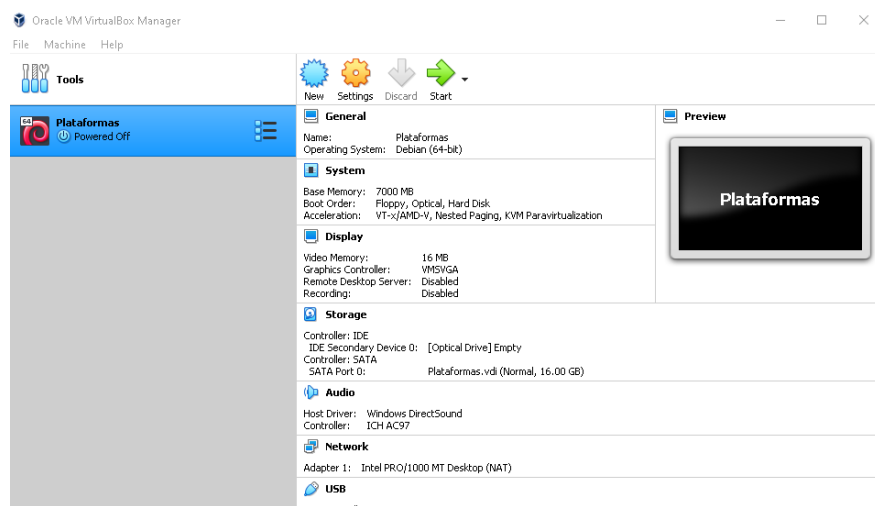 Oracle VM VirtualBox Manager
File Machine Help
Tools
New Settings Discard Start
64
Plataformas
Powered Off
General
Name: Plataformas
Operating System: Debian (64-bit)
System
Base Memory: 7000 MB
Boot Order: Floppy, Optical, Hard Disk
Acceleration: VT-x/AMD-V, Nested Paging, KVM Paravirtualization
Display
Video Memory: 16 MB
Graphics Controller: VMSVGA
Remote Desktop Server: Disabled
Recording: Disabled
Preview
Plataformas
Storage
Controller: IDE
IDE Secondary Device 0: [Optical Drive] Empty
Controller: SATA
SATA Port 0: Plataformas.vdi (Normal, 16.00 GB)
Audio
Host Driver: Windows DirectSound
Controller: ICH AC97
Network
Adapter 1: Intel PRO/1000 MT Desktop (NAT)
USB